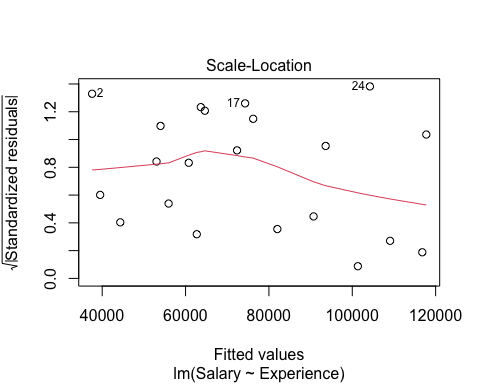 Scale-Location
√|Standardized residuals|
0.0 0.4 0.8 1.2
2
17
24
40000 60000 80000 100000 120000
Fitted values
lm(Salary ~ Experience)